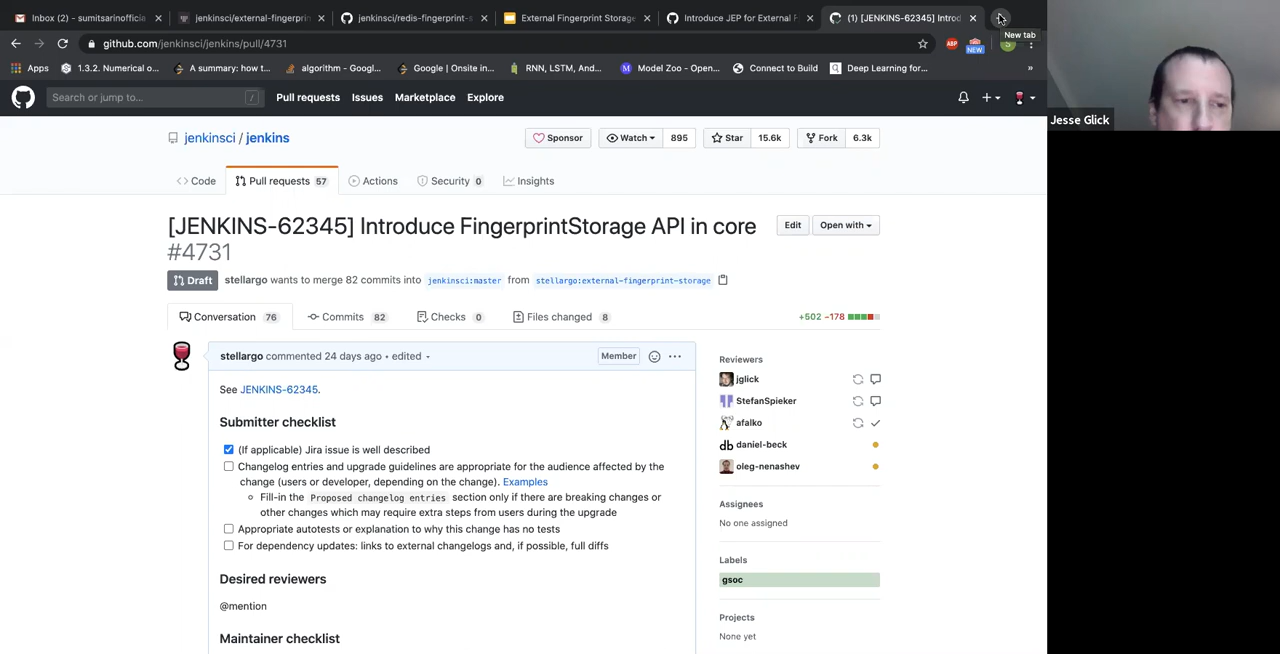 Inbox (2) - sumitsarinofficia
jenkinsci/external-fingerprin
jenkinsci/redis-fingerprint-s
External Fingerprint Storage
Introduce JEP for External F
(1) [JENKINS-62345] Introd
New tab
github.com/jenkinsci/jenkins/pull/4731
ABP
NEW
S
Apps
1.3.2. Numerical o...
A summary: how t...
algorithm - Googl...
Google | Onsite in...
RNN, LSTM, And...
Model Zoo - Open...
Connect to Build
Deep Learning for...
»
Search or jump to...
/
Pull requests
Issues
Marketplace
Explore
Jesse Glick
jenkinsci / jenkins
Sponsor
Watch
895
Star
15.6k
Fork
6.3k
Code
Pull requests 57
Actions
Security 0
Insights
[JENKINS-62345] Introduce FingerprintStorage API in core
#4731
Edit
Open with
Draft
stellargo wants to merge 82 commits into jenkinsci:master from stellargo:external-fingerprint-storage
Conversation 76
Commits 82
Checks 0
Files changed 8
+502 −178
stellargo commented 24 days ago • edited
Member
See JENKINS-62345.
Submitter checklist
(If applicable) Jira issue is well described
Changelog entries and upgrade guidelines are appropriate for the audience affected by the
change (users or developer, depending on the change). Examples
Fill-in the Proposed changelog entries section only if there are breaking changes or
other changes which may require extra steps from users during the upgrade
Appropriate autotests or explanation to why this change has no tests
For dependency updates: links to external changelogs and, if possible, full diffs
Desired reviewers
@mention
Maintainer checklist
Reviewers
jglick
StefanSpieker
afalko
db daniel-beck
oleg-nenashev
Assignees
No one assigned
Labels
gsoc
Projects
None yet